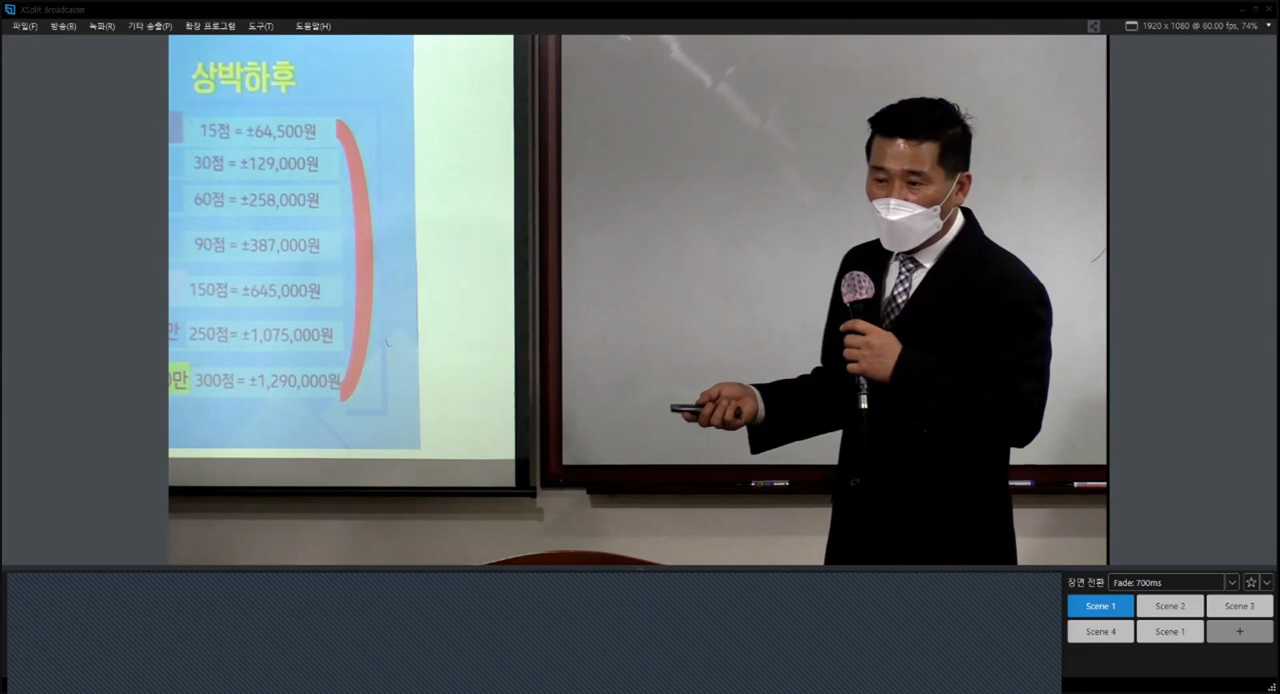 XSplit Broadcaster
파일(F) 방송(B) 녹화(R) 기타 송출(P) 확장 프로그램 도구(T) 도움말(H)
1920 x 1080 @ 60.00 fps, 74%
상박하후
15점 = ±64,500원
30점 = ±129,000원
60점 = ±258,000원
90점 = ±387,000원
150점 = ±645,000원
만 250점= ±1,075,000원
0만 300점 = ±1,290,000원
장면 전환 Fade: 700ms
Scene 1 Scene 2 Scene 3
Scene 4 Scene 1 +